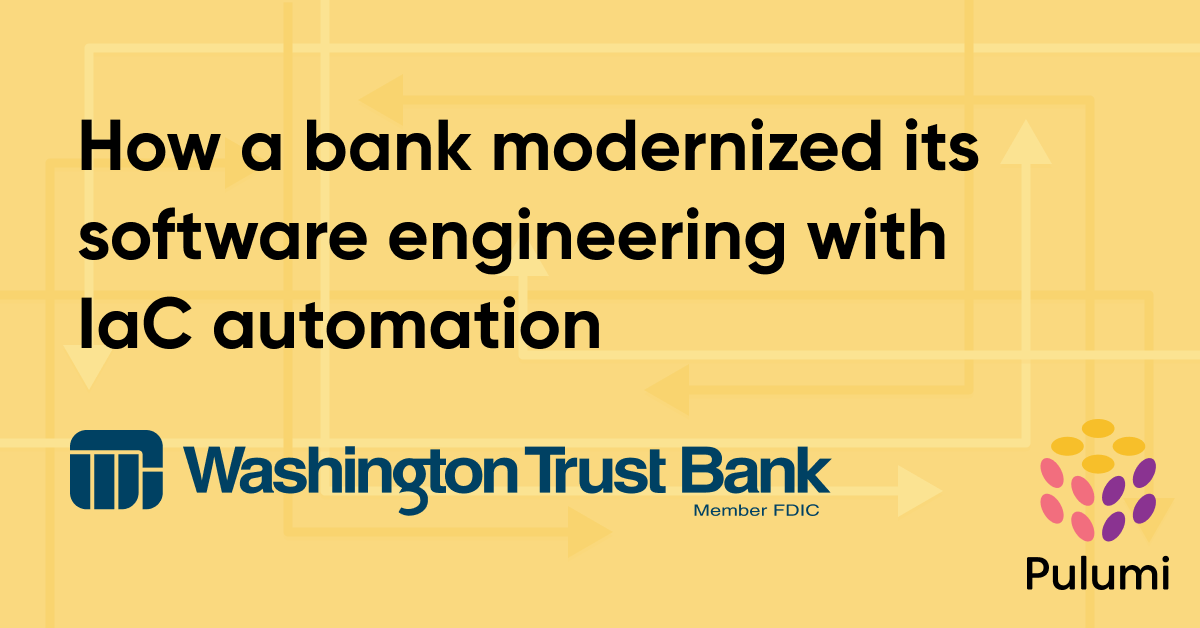 How a bank modernized its
software engineering with
IaC automation
Washington Trust Bank
Member FDIC
Pulumi